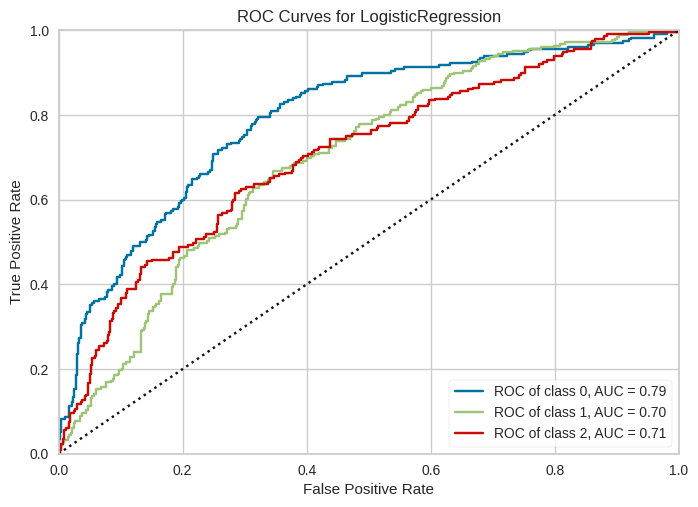 ROC Curves for LogisticRegression
True Positive Rate
1.0
0.8
0.6
0.4
0.2
0.0
0.0 0.2 0.4 0.6 0.8 1.0
False Positive Rate
ROC of class 0, AUC = 0.79
ROC of class 1, AUC = 0.70
ROC of class 2, AUC = 0.71